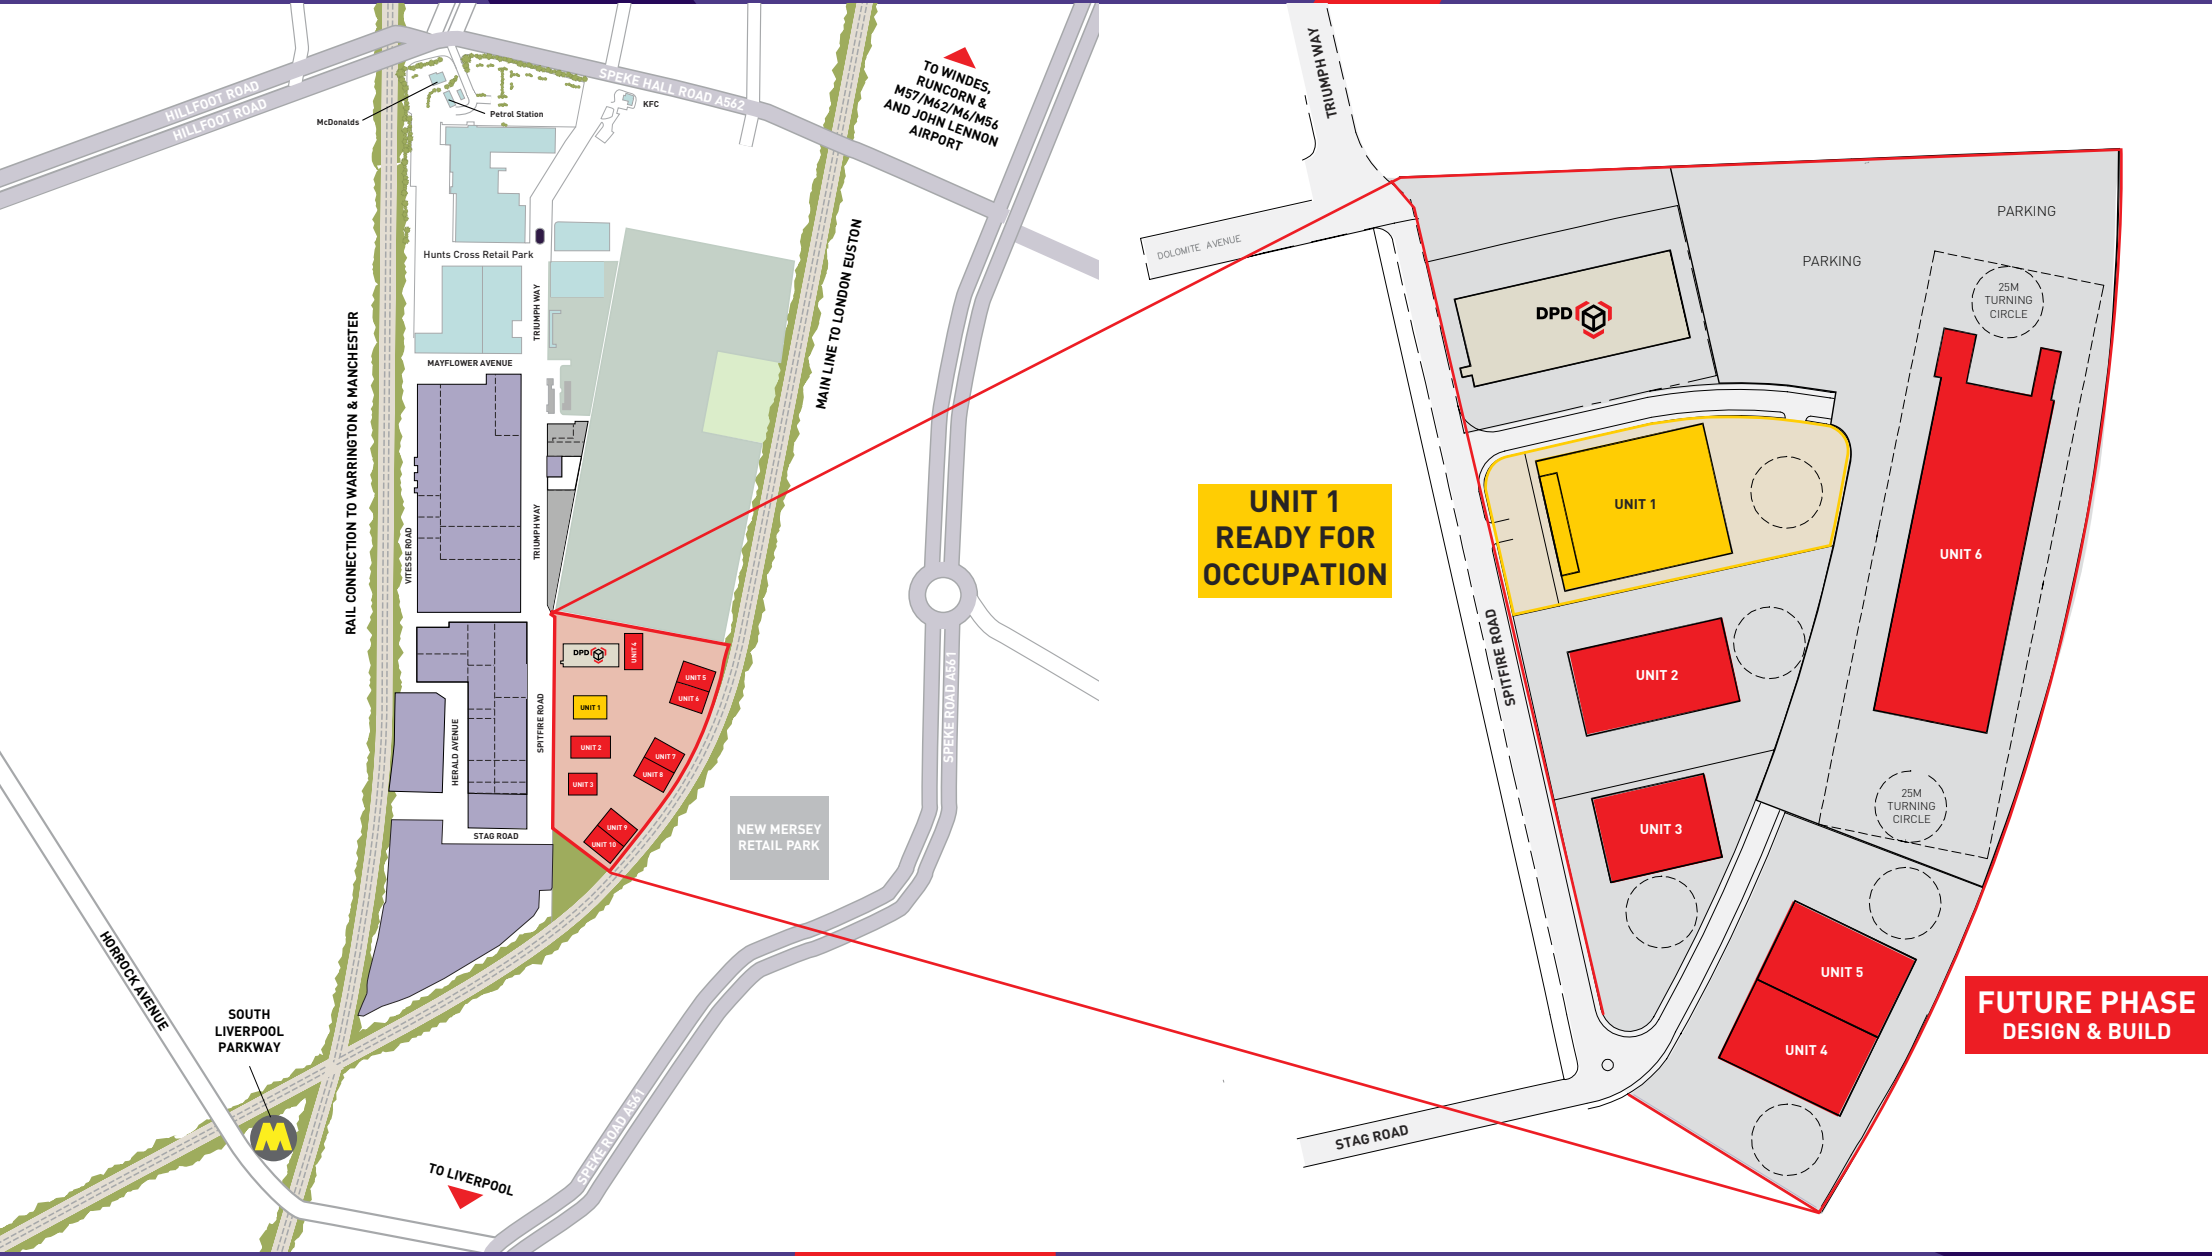 HILLFOOT ROAD
HILLFOOT ROAD
SPEKE HALL ROAD A562
McDonalds
Petrol Station
KFC
TO WINDES,
RUNCORN &
M57/M62/M6/M56
AND JOHN LENNON
AIRPORT
Hunts Cross Retail Park
TRIUMPH WAY
MAYFLOWER AVENUE
RAIL CONNECTION TO WARRINGTON & MANCHESTER
MAIN LINE TO LONDON EUSTON
VITESSE ROAD
TRIUMPH WAY
DPD
UNIT 4
UNIT 5
UNIT 6
UNIT 1
UNIT 2
UNIT 3
UNIT 7
UNIT 8
UNIT 9
UNIT 10
SPITFIRE ROAD
HERALD AVENUE
STAG ROAD
NEW MERSEY
RETAIL PARK
SPEKE ROAD A561
HORROCK AVENUE
SOUTH
LIVERPOOL
PARKWAY
M
TO LIVERPOOL
SPEKE ROAD A561
TRIUMPH WAY
DOLOMITE AVENUE
PARKING
PARKING
25M
TURNING
CIRCLE
DPD
UNIT 1
READY FOR
OCCUPATION
UNIT 1
UNIT 6
SPITFIRE ROAD
UNIT 2
UNIT 3
25M
TURNING
CIRCLE
UNIT 5
UNIT 4
FUTURE PHASE
DESIGN & BUILD
STAG ROAD